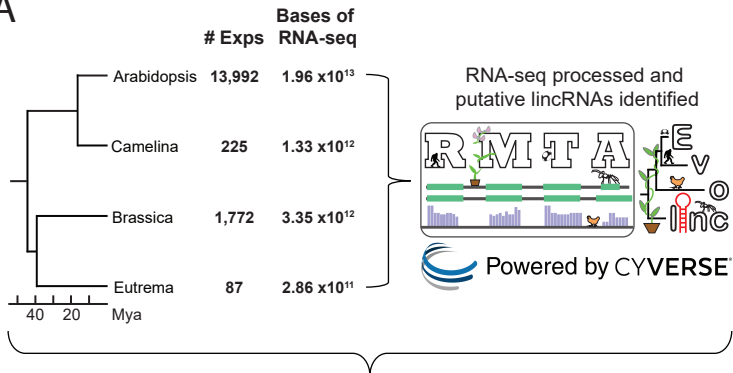 A
Bases of
# Exps RNA-seq
Arabidopsis 13,992 1.96 x10¹³
Camelina 225 1.33 x10¹²
Brassica 1,772 3.35 x10¹²
Eutrema 87 2.86 x10¹¹
40 20 Mya
RNA-seq processed and
putative lincRNAs identified
RMTA
Evolinc
Powered by CYVERSE®